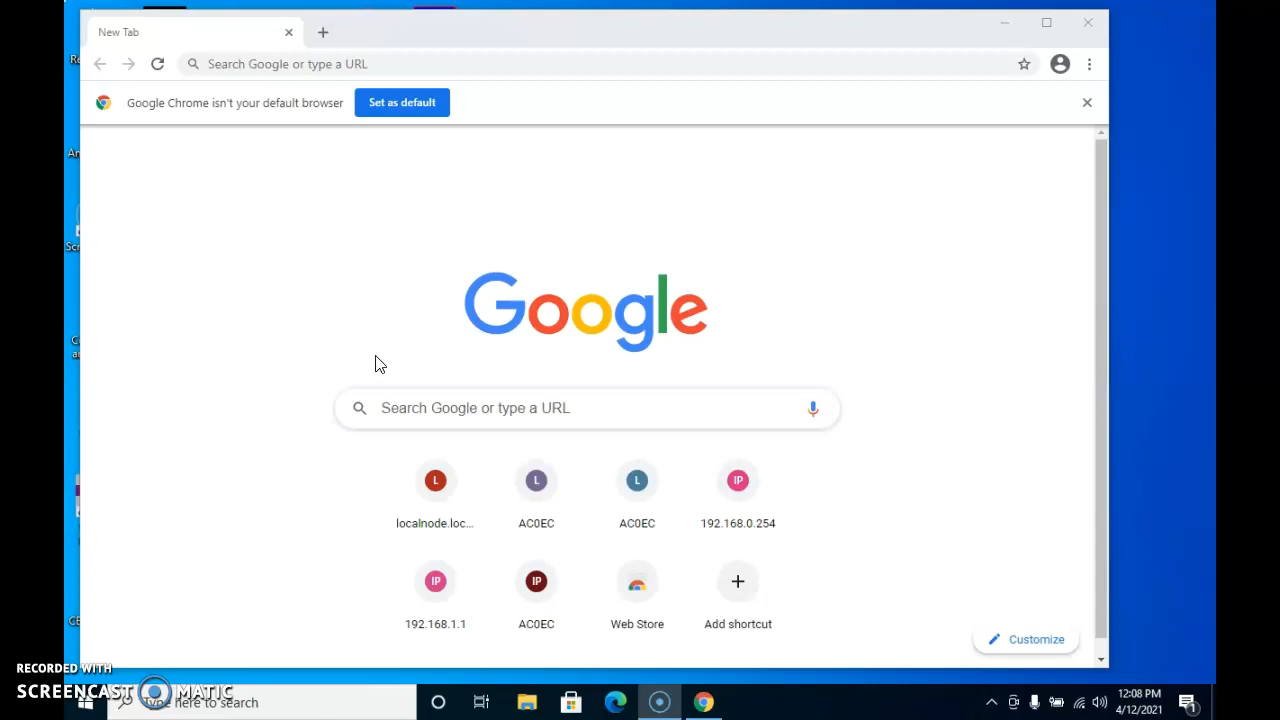 New Tab
Search Google or type a URL
Google Chrome isn't your default browser
Set as default
Google
Search Google or type a URL
L
L
L
IP
localnode.loc...
AC0EC
AC0EC
192.168.0.254
IP
IP
192.168.1.1
AC0EC
Web Store
Add shortcut
Customize
RECORDED WITH
SCREENCAST MATIC
Type here to search
12:08 PM
4/12/2021
1